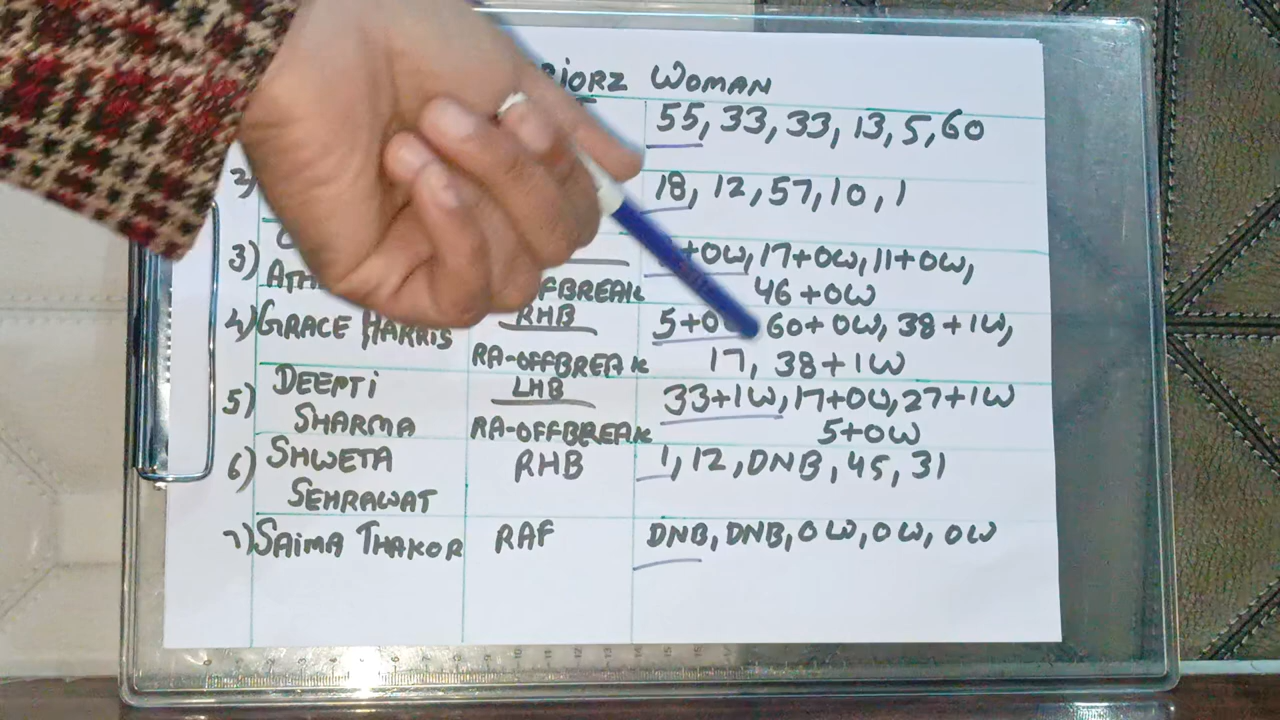 WOMAN
55, 33, 33, 13, 5, 60
2)
18, 12, 57, 10, 1
3)
+0W, 17+0W, 11+0W,
46+0W
4) GRACE HARRIS RHB 60+0W, 38+1W,
RA-OFFBREAK 17, 38+1W
5) DEEPTI LHB 33+1W, 17+0W, 27+1W
SHARMA RA-OFFBREAK 5+0W
6) SHWETA RHB 1, 12, DNB, 45, 31
SEHRAWAT
7) SAIMA THAKOR RAF DNB, DNB, 0W, 0W, 0W